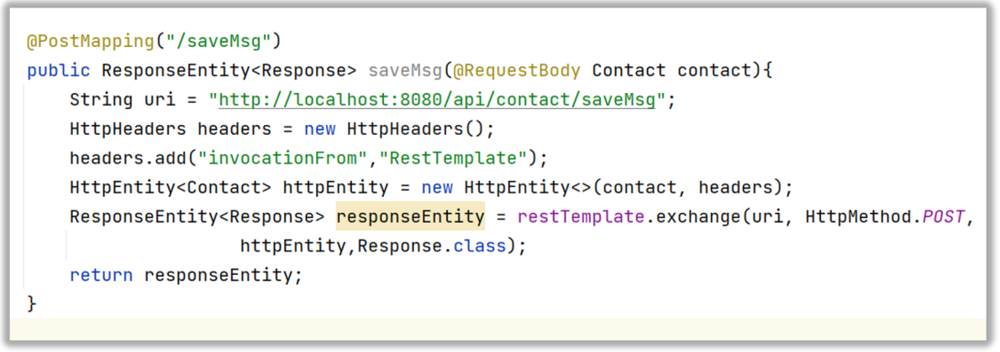 @PostMapping("/saveMsg")
public ResponseEntity<Response> saveMsg(@RequestBody Contact contact){
String uri = "http://localhost:8080/api/contact/saveMsg";
HttpHeaders headers = new HttpHeaders();
headers.add("invocationFrom","RestTemplate");
HttpEntity<Contact> httpEntity = new HttpEntity<>(contact, headers);
ResponseEntity<Response> responseEntity = restTemplate.exchange(uri, HttpMethod.POST,
httpEntity,Response.class);
return responseEntity;
}